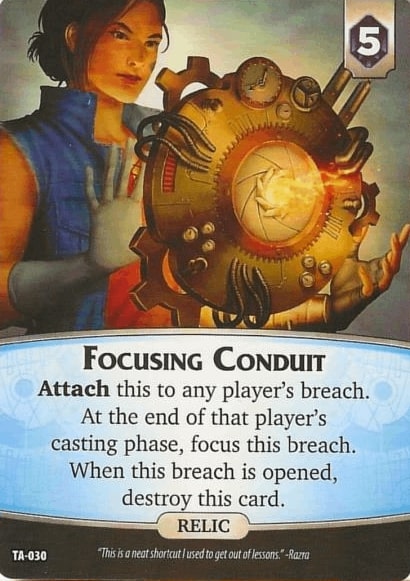 5
FOCUSING CONDUIT
Attach this to any player's breach.
At the end of that player's
casting phase, focus this breach.
When this breach is opened,
destroy this card.
RELIC
TA-030
"This is a neat shortcut I used to get out of lessons." -Razra